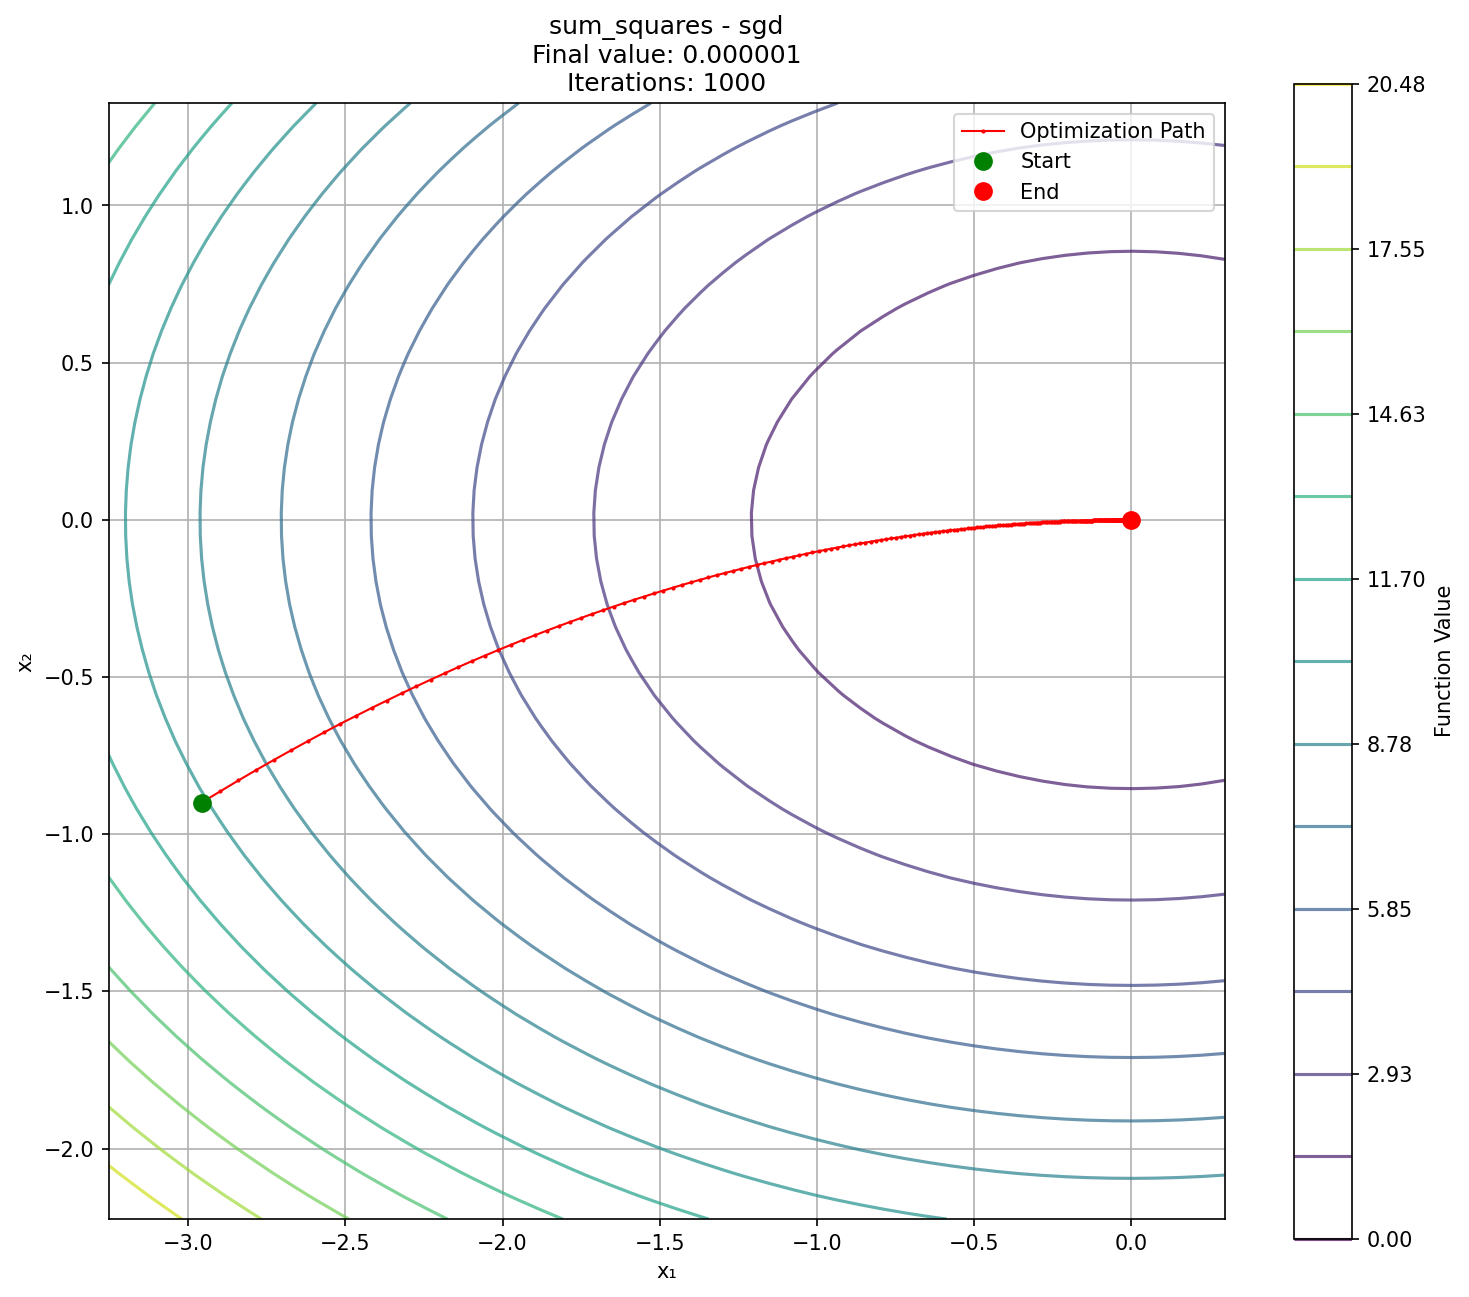 sum_squares - sgd
Final value: 0.000001
Iterations: 1000
Optimization Path
Start
End
1.0
0.5
0.0
−0.5
−1.0
−1.5
−2.0
x₂
−3.0
−2.5
−2.0
−1.5
−1.0
−0.5
0.0
x₁
20.48
17.55
14.63
11.70
8.78
5.85
2.93
0.00
Function Value